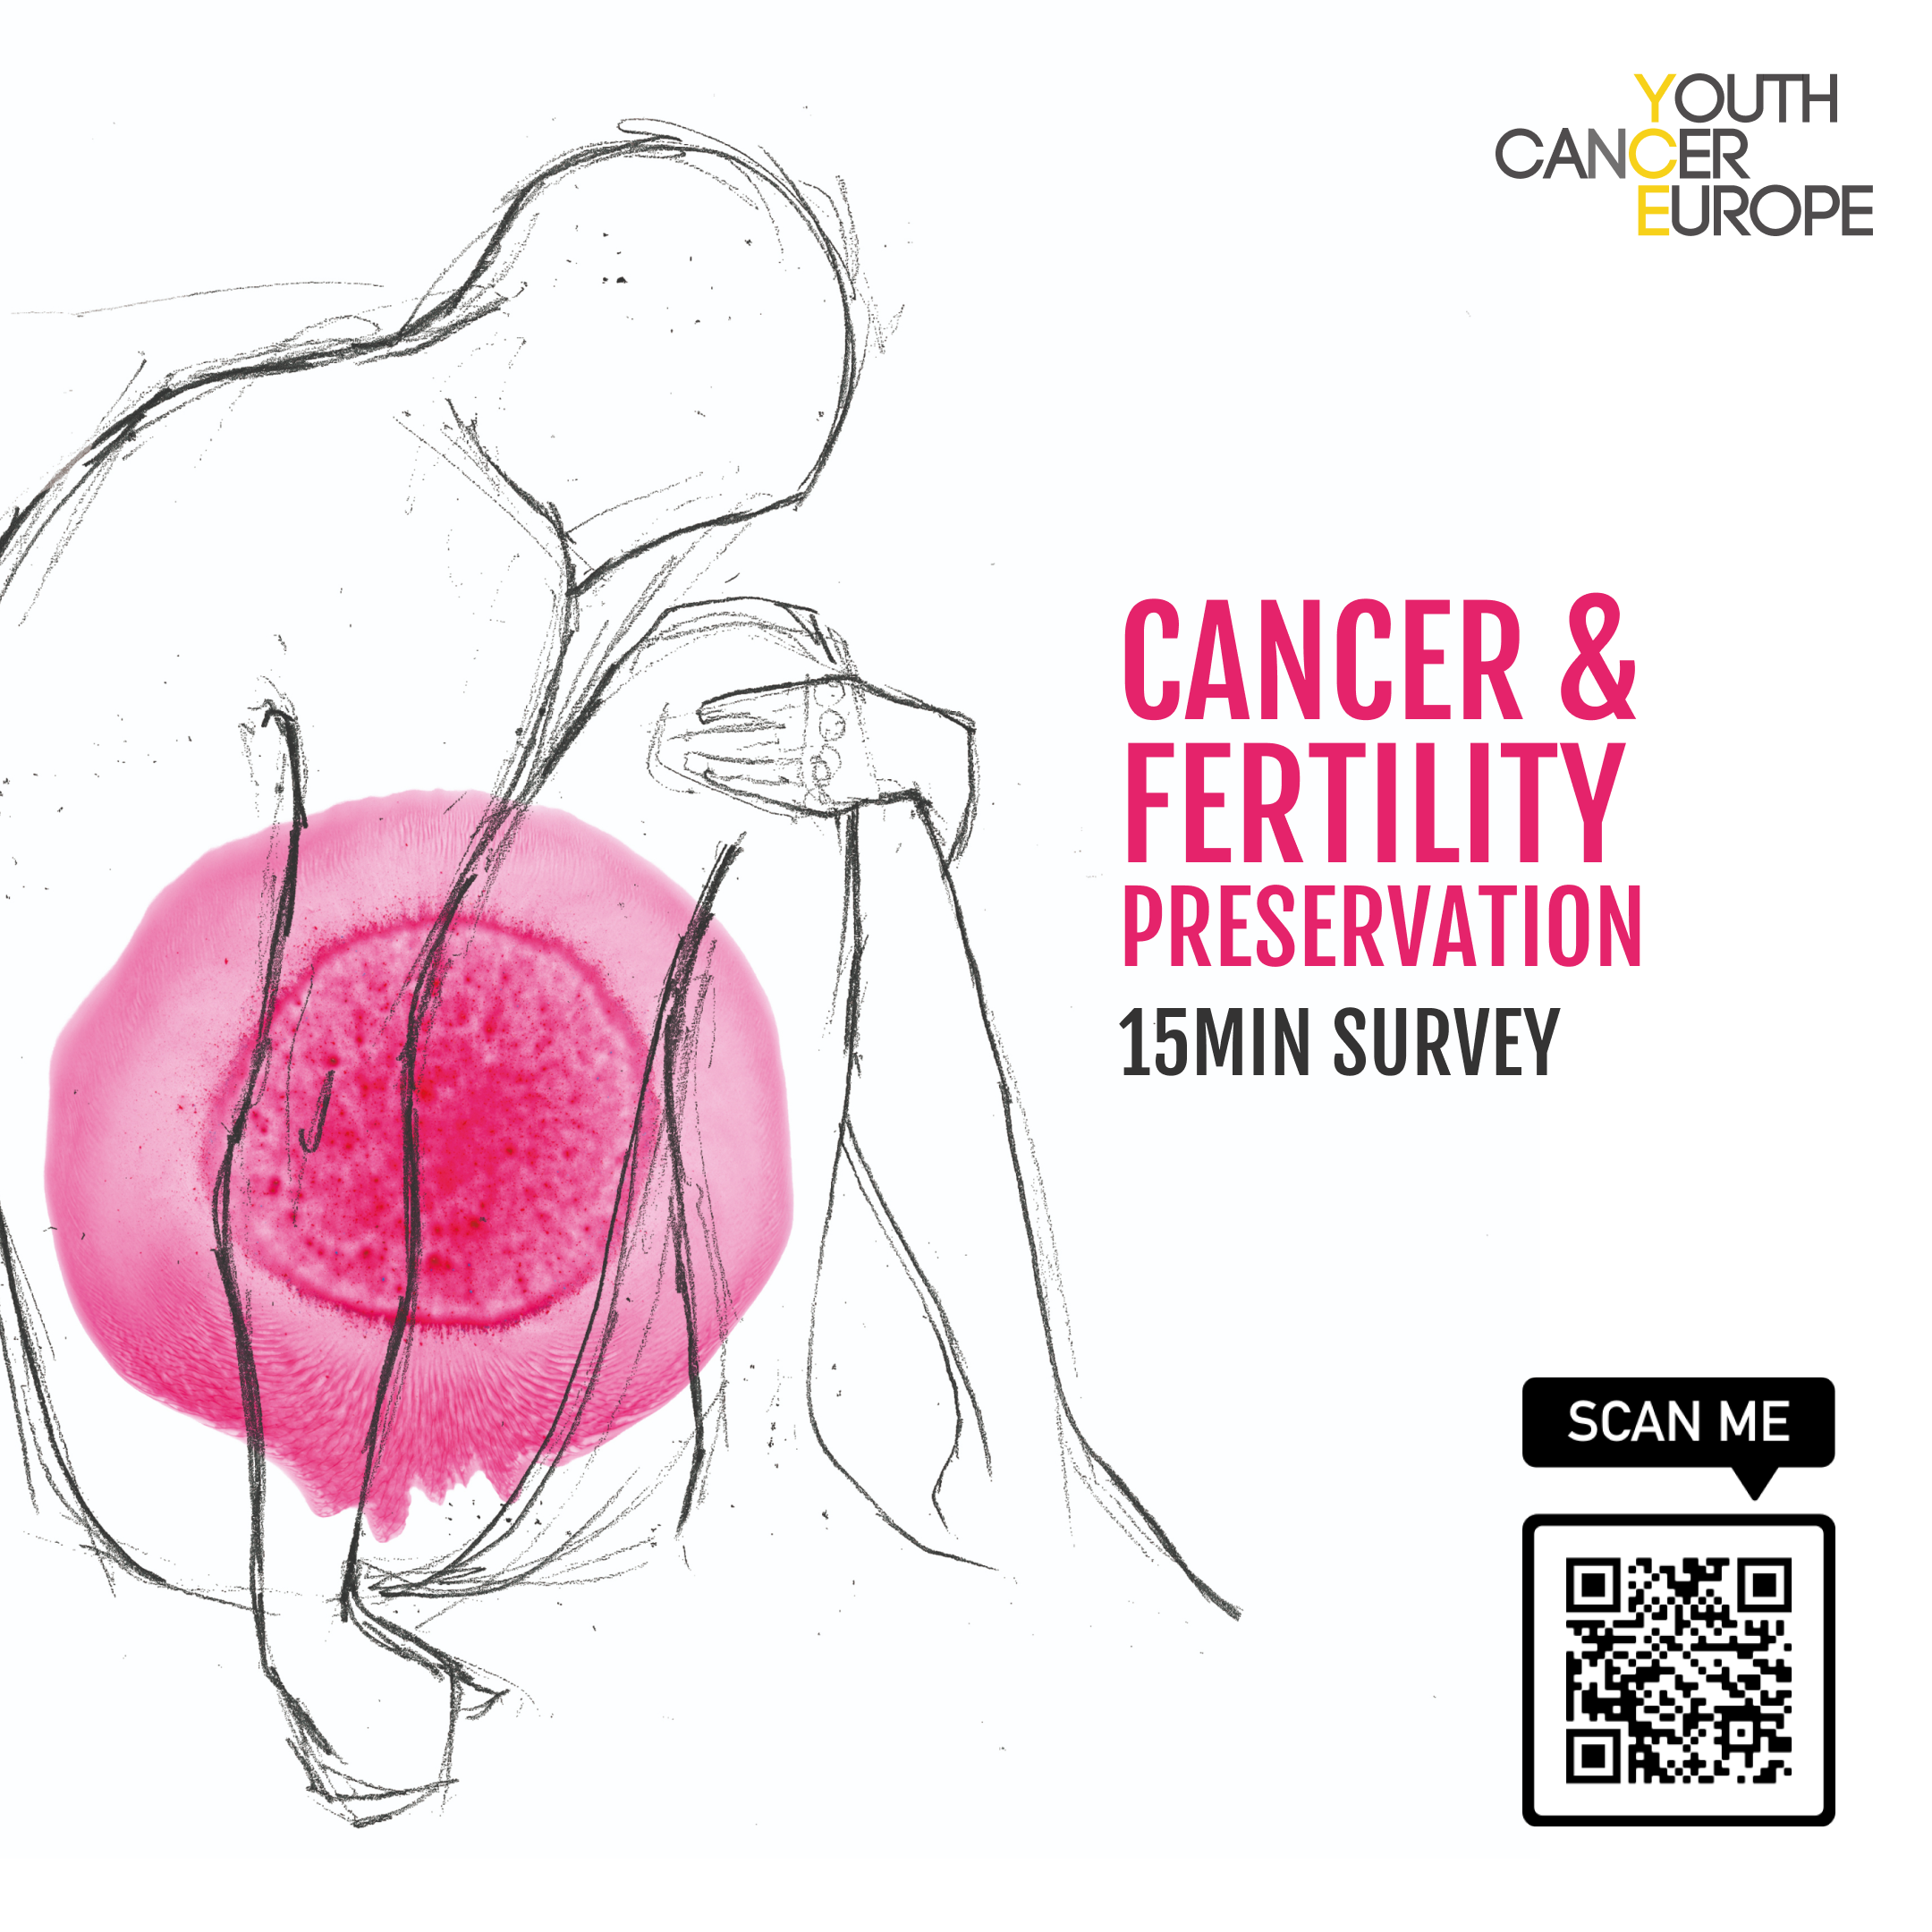 YOUTH
CANCER
EUROPE
CANCER &
FERTILITY
PRESERVATION
15MIN SURVEY
SCAN ME